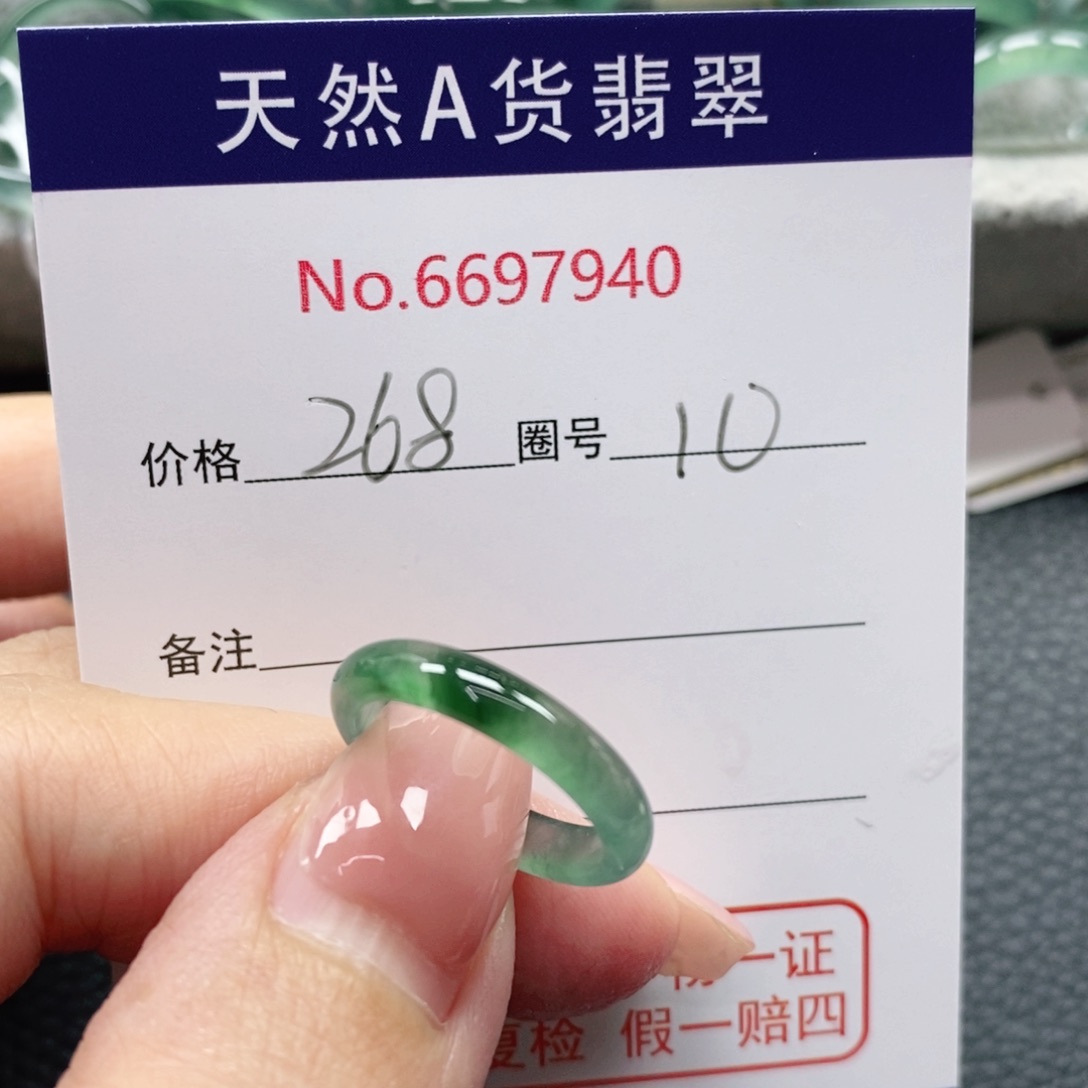 天然A货翡翠
No.6697940
价格 268 圈号 10
备注
一证
复检 假一赔四